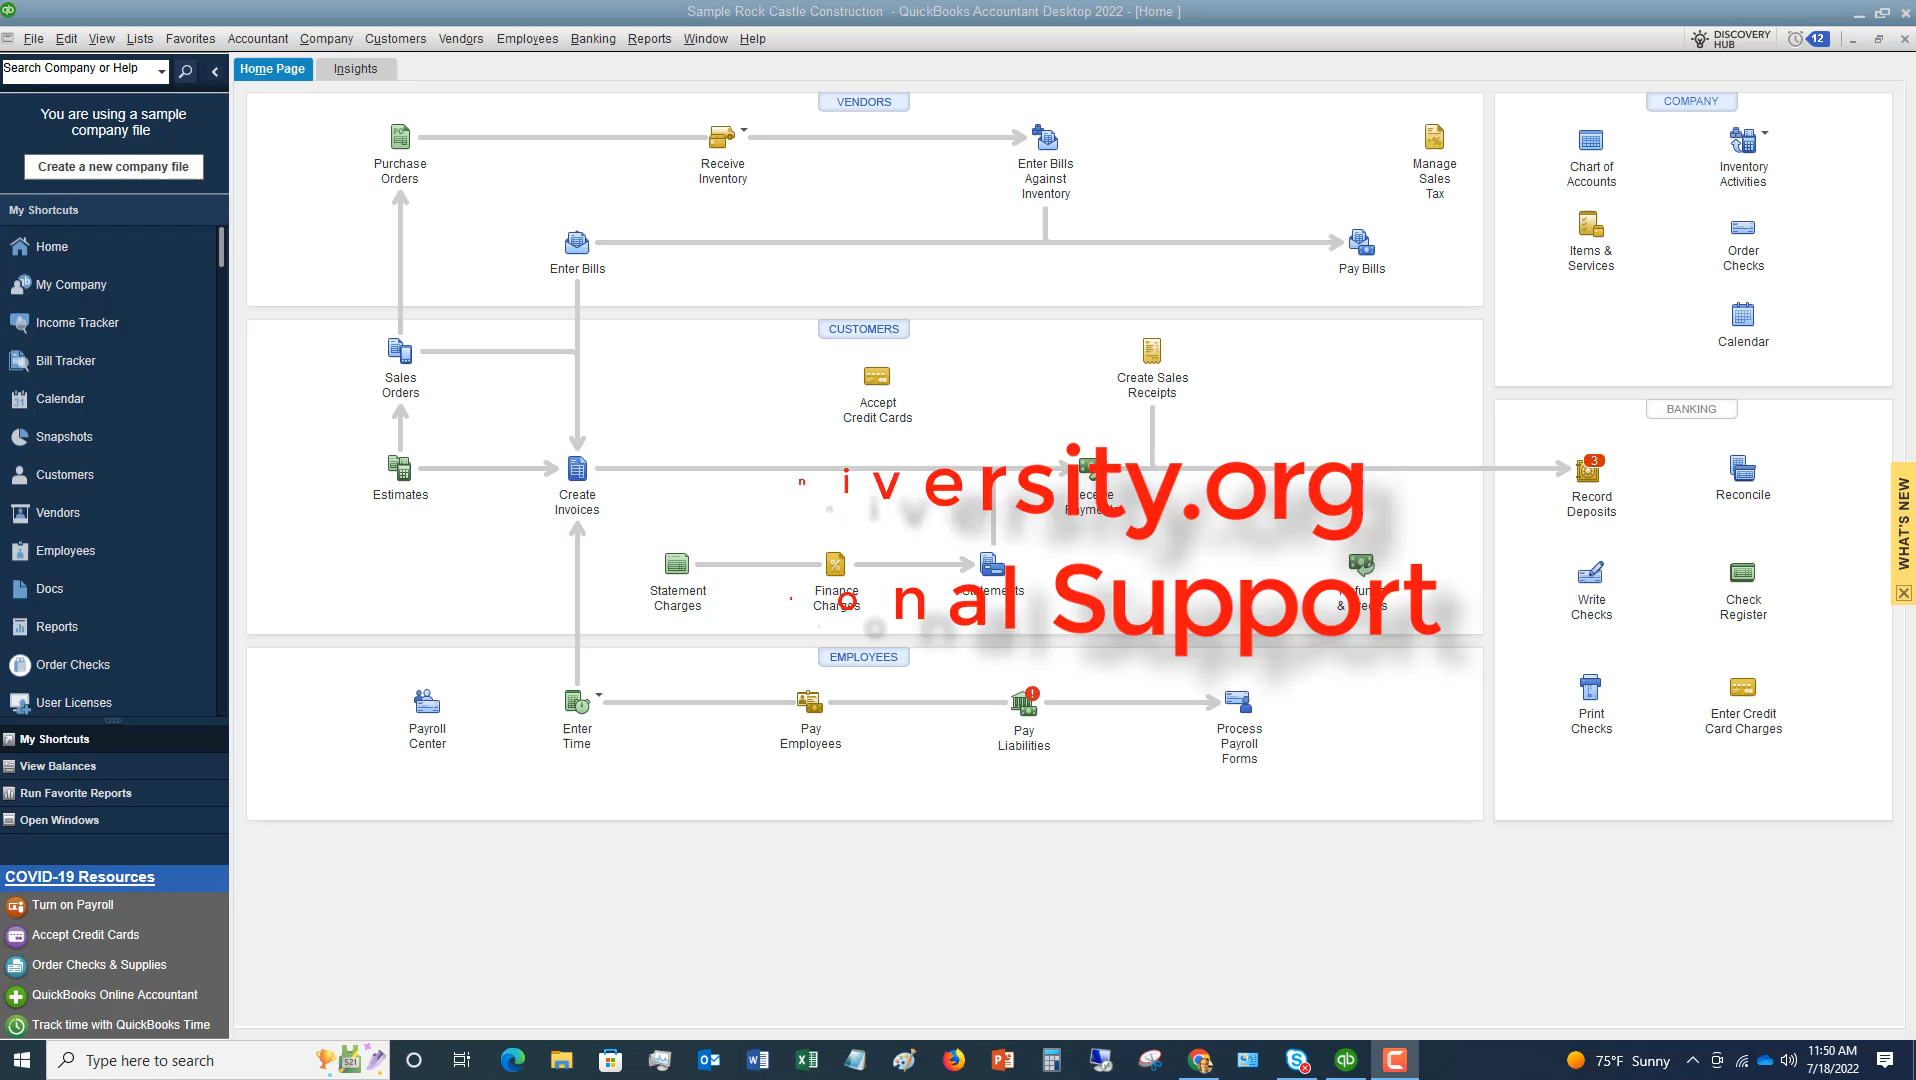 Sample Rock Castle Construction - QuickBooks Accountant Desktop 2022 - [Home ]
File Edit View Lists Favorites Accountant Company Customers Vendors Employees Banking Reports Window Help
DISCOVERY HUB
12
Search Company or Help
Home Page
Insights
You are using a sample
company file
Create a new company file
My Shortcuts
Home
My Company
Income Tracker
Bill Tracker
Calendar
Snapshots
Customers
Vendors
Employees
Docs
Reports
Order Checks
User Licenses
My Shortcuts
View Balances
Run Favorite Reports
Open Windows
COVID-19 Resources
Turn on Payroll
Accept Credit Cards
Order Checks & Supplies
QuickBooks Online Accountant
Track time with QuickBooks Time
VENDORS
Purchase
Orders
Receive
Inventory
Enter Bills
Against
Inventory
Manage
Sales
Tax
Enter Bills
Pay Bills
CUSTOMERS
Sales
Orders
Accept
Credit Cards
Create Sales
Receipts
Estimates
Create
Invoices
niversity.org
Statement
Charges
Finance
Charges
Statements
onal Support
EMPLOYEES
Payroll
Center
Enter
Time
Pay
Employees
Pay
Liabilities
Process
Payroll
Forms
COMPANY
Chart of
Accounts
Inventory
Activities
Items &
Services
Order
Checks
Calendar
BANKING
3
Record
Deposits
Reconcile
Write
Checks
Check
Register
Print
Checks
Enter Credit
Card Charges
WHAT'S NEW
Type here to search
75°F Sunny
11:50 AM
7/18/2022